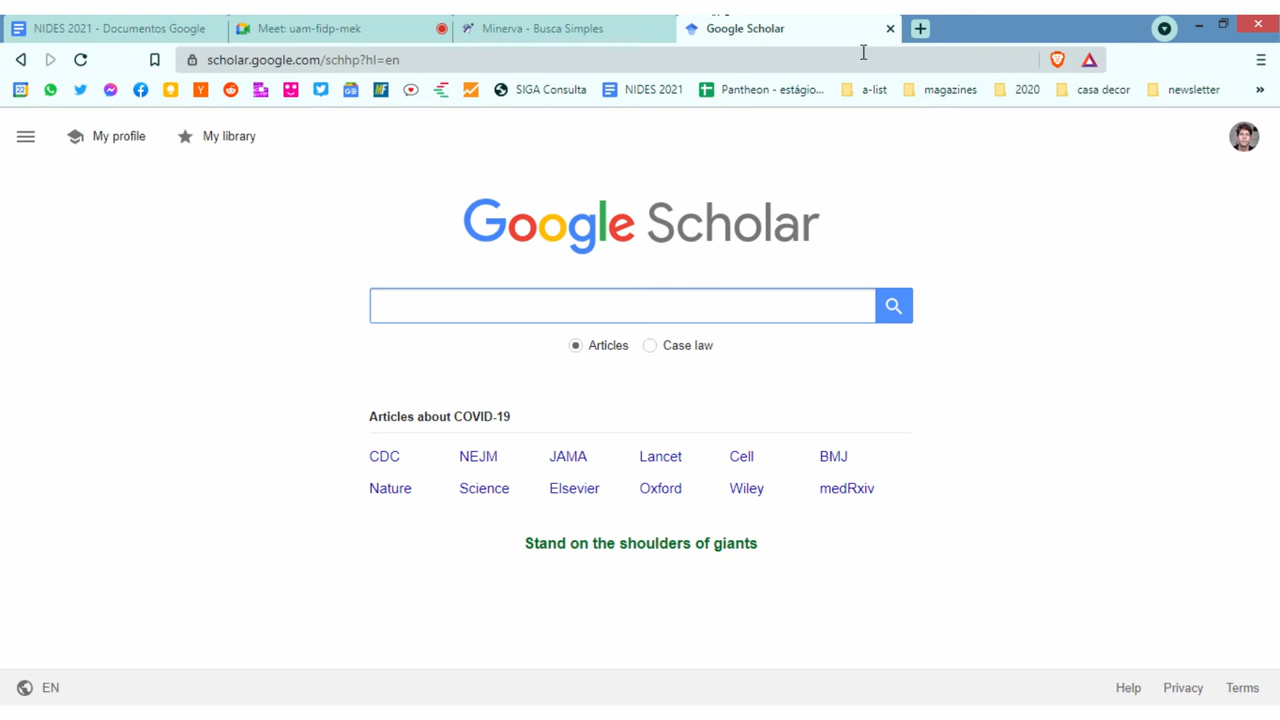 NIDES 2021 - Documentos Google
Meet: uam-fidp-mek
Minerva - Busca Simples
Google Scholar
scholar.google.com/schhp?hl=en
SIGA Consulta
NIDES 2021
Pantheon - estágio...
a-list
magazines
2020
casa decor
newsletter
»
My profile
My library
Google Scholar
Articles
Case law
Articles about COVID-19
CDC NEJM JAMA Lancet Cell BMJ
Nature Science Elsevier Oxford Wiley medRxiv
Stand on the shoulders of giants
EN
Help
Privacy
Terms